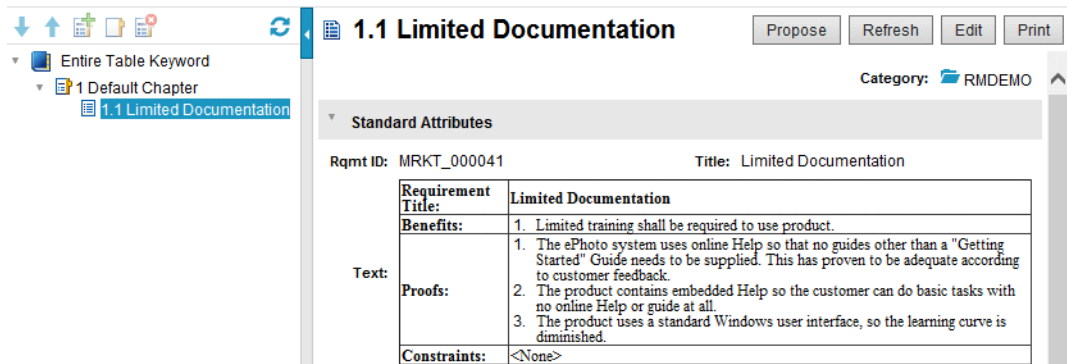 1.1 Limited Documentation
Propose
Refresh
Edit
Print
Entire Table Keyword
1 Default Chapter
1.1 Limited Documentation
Category: RMDEMO
Standard Attributes
Rqmt ID: MRKT_000041
Title: Limited Documentation
Text:
Requirement
Title:
Limited Documentation
Benefits:
1. Limited training shall be required to use product.
Proofs:
1. The ePhoto system uses online Help so that no guides other than a "Getting
Started" Guide needs to be supplied. This has proven to be adequate according
to customer feedback.
2. The product contains embedded Help so the customer can do basic tasks with
no online Help or guide at all.
3. The product uses a standard Windows user interface, so the learning curve is
diminished.
Constraints:
<None>